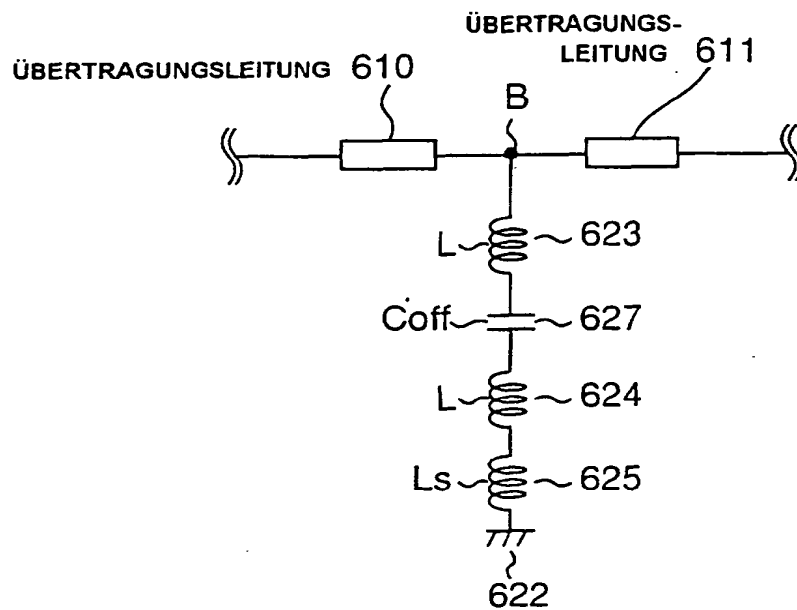 ÜBERTRAGUNGS-
LEITUNG 611
ÜBERTRAGUNGSLEITUNG 610
B
L 623
Coff 627
L 624
Ls 625
622